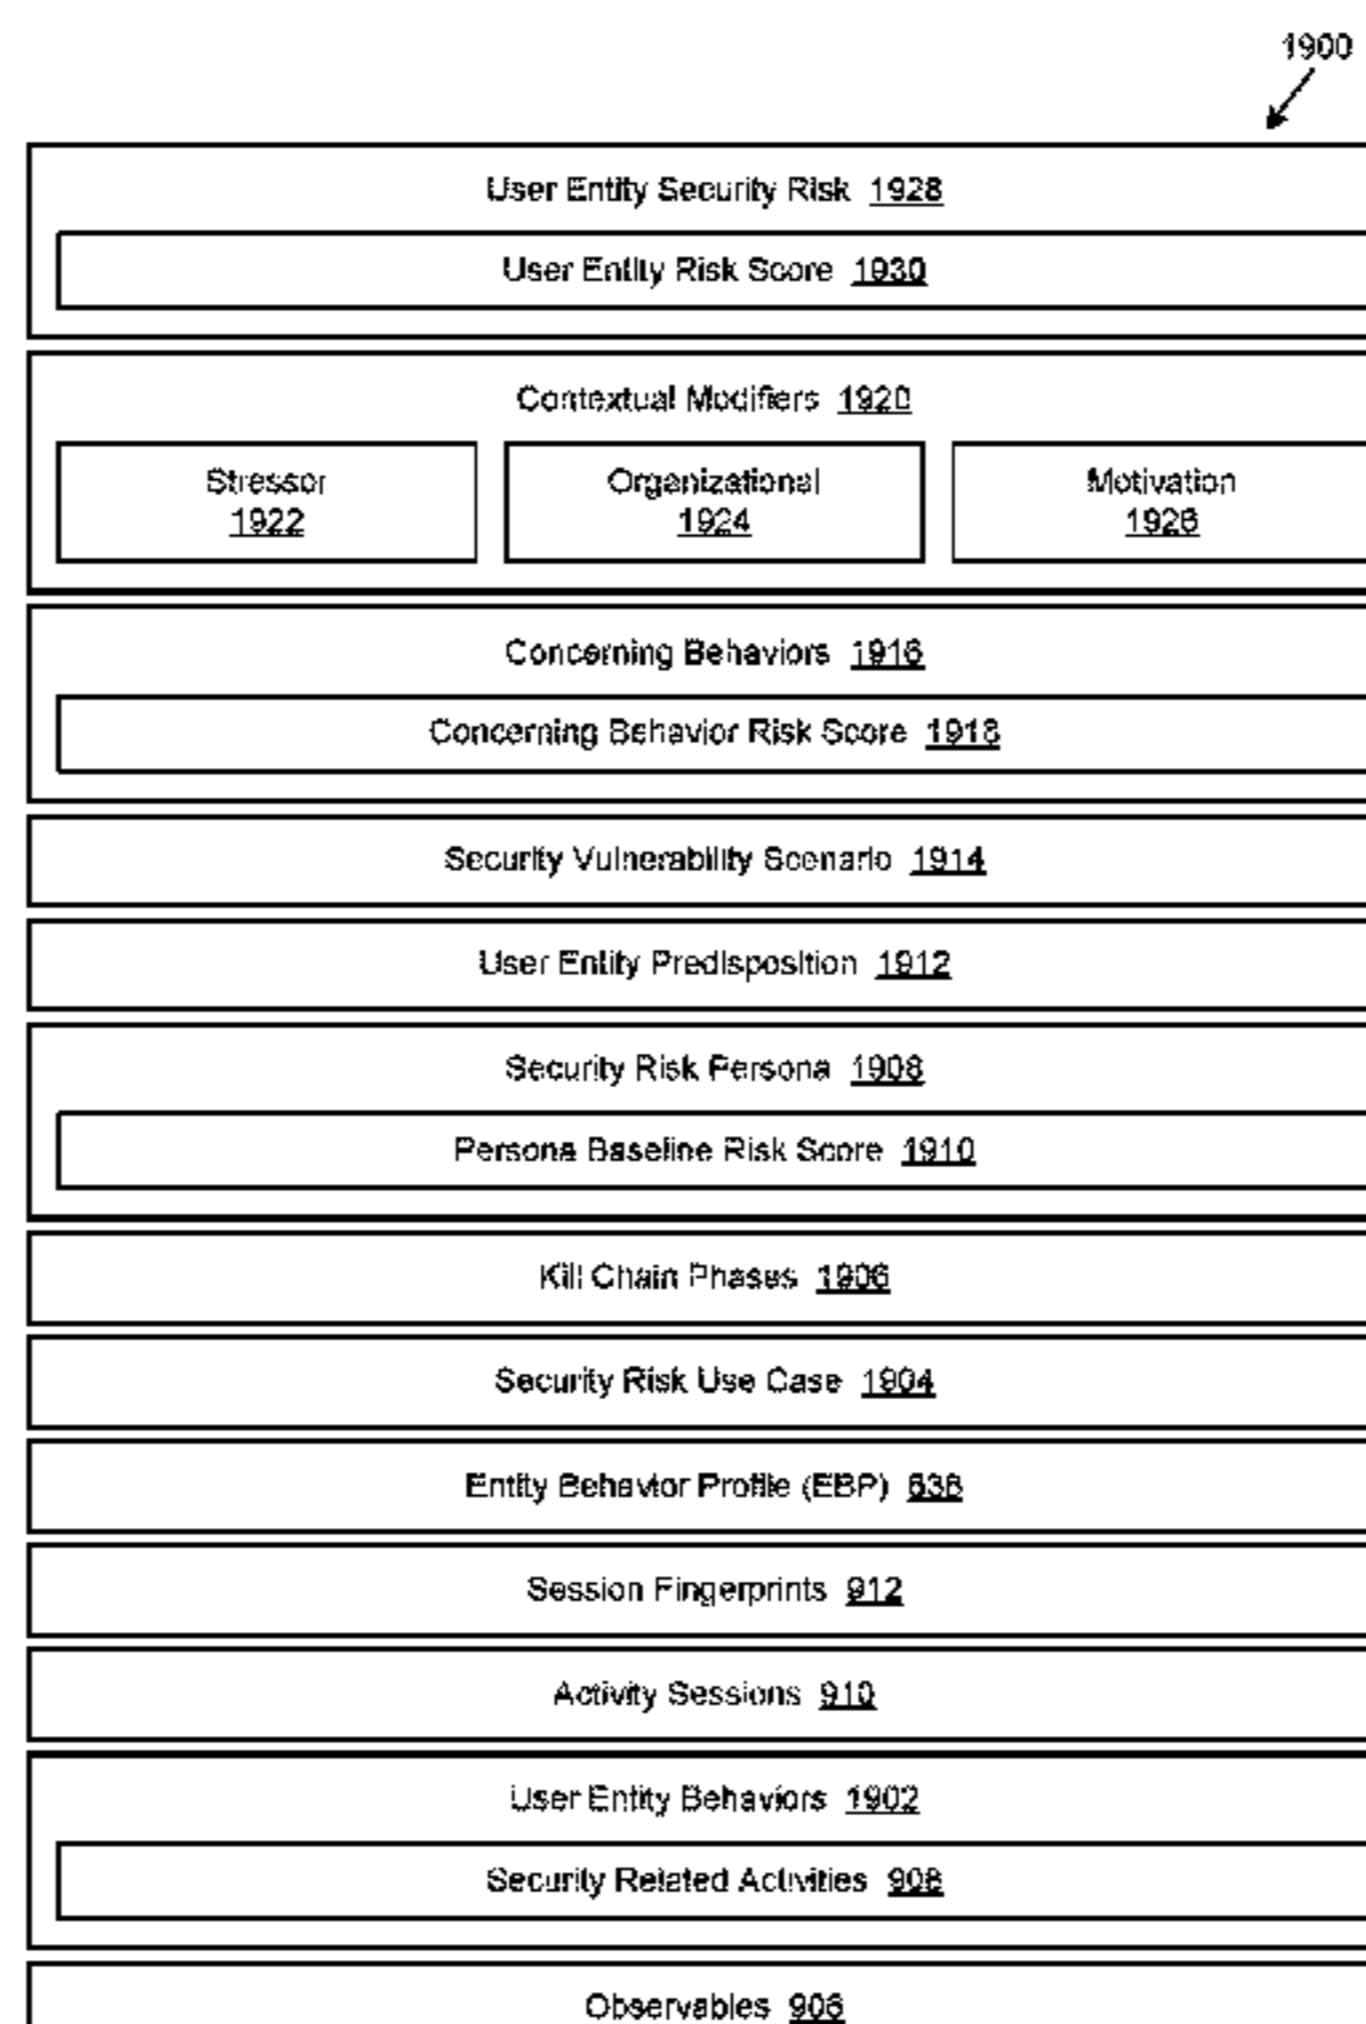 1900
User Entity Security Risk 1928
User Entity Risk Score 1930
Contextual Modifiers 1920
Stressor
1922
Organizational
1924
Motivation
1926
Concerning Behaviors 1916
Concerning Behavior Risk Score 1918
Security Vulnerability Scenario 1914
User Entity Predisposition 1912
Security Risk Persona 1908
Persona Baseline Risk Score 1910
Kill Chain Phases 1906
Security Risk Use Case 1904
Entity Behavior Profile (EBP) 638
Session Fingerprints 912
Activity Sessions 910
User Entity Behaviors 1902
Security Related Activities 908
Observables 906